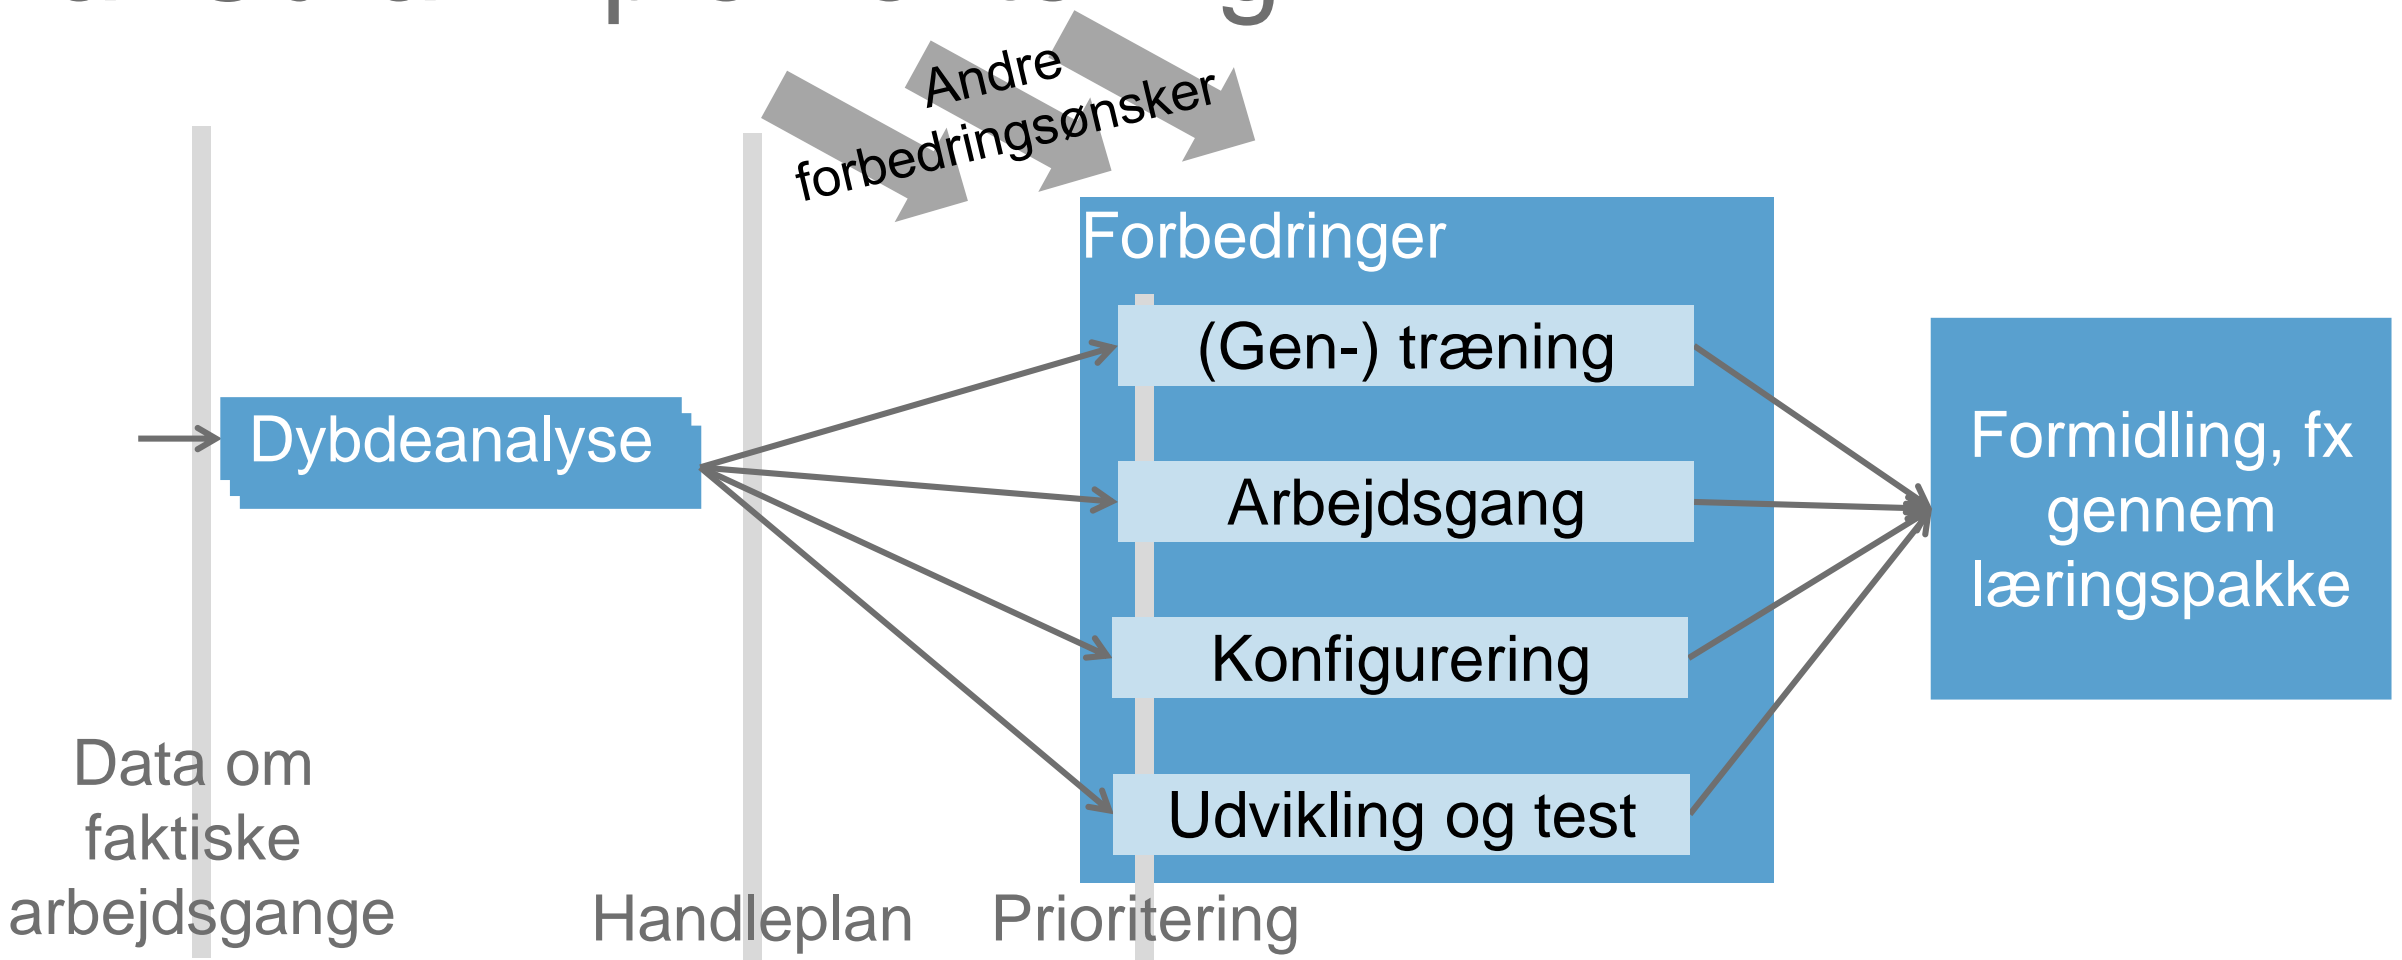 Andre
forbedringsønsker
Forbedringer
(Gen-) træning
Arbejdsgang
Konfigurering
Udvikling og test
Dybdeanalyse
Formidling, fx
gennem
læringspakke
Data om
faktiske
arbejdsgange
Handleplan
Prioritering